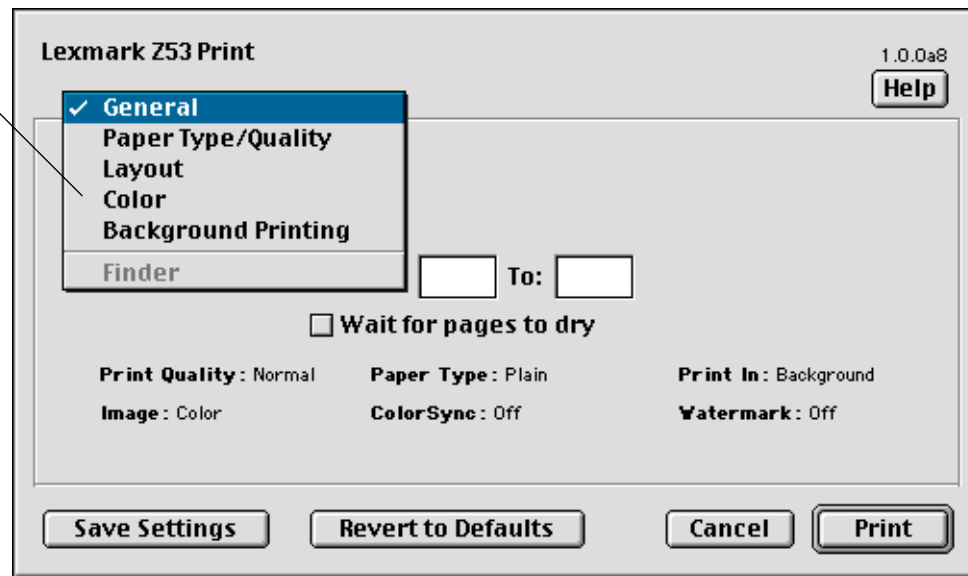 Lexmark Z53 Print
1.0.0a8
Help
✓ General
Paper Type/Quality
Layout
Color
Background Printing
Finder
To:
Wait for pages to dry
Print Quality: Normal Paper Type: Plain Print In: Background
Image: Color ColorSync: Off Watermark: Off
Save Settings Revert to Defaults Cancel Print